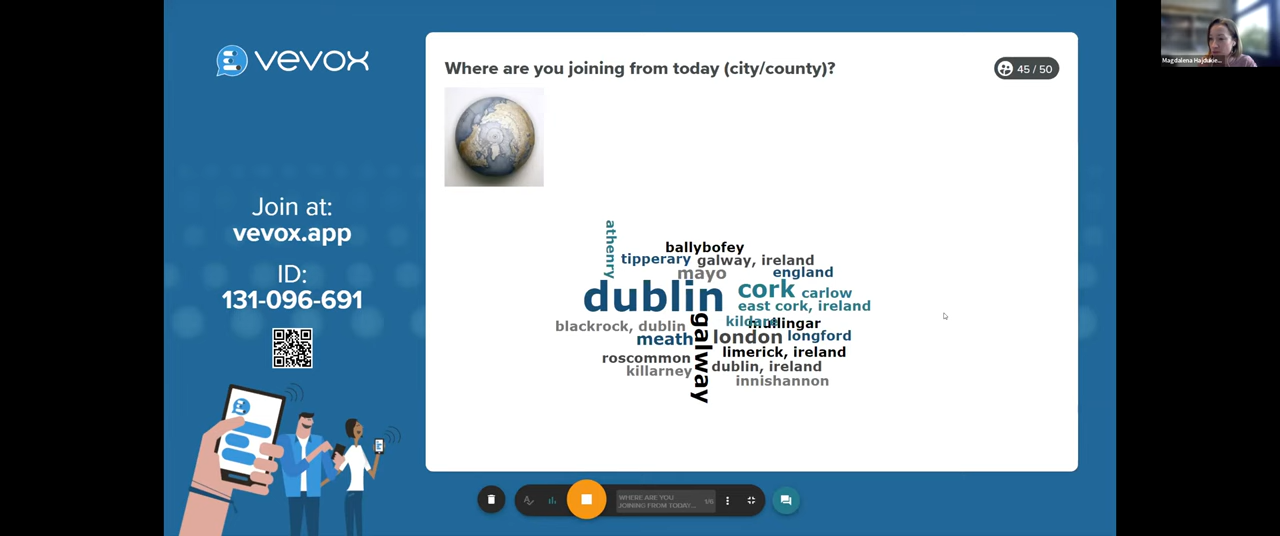 vevox
Join at:
vevox.app
ID:
131-096-691
Where are you joining from today (city/county)?
45 / 50
athenry
ballybofey
tipperary
galway, ireland
mayo
england
dublin
cork
carlow
east cork, ireland
kildare
mullingar
blackrock, dublin
galway
meath
london
longford
roscommon
limerick, ireland
killarney
dublin, ireland
innishannon
WHERE ARE YOU
JOINING FROM TODAY...
1/6
Magdalena Hajdukie...